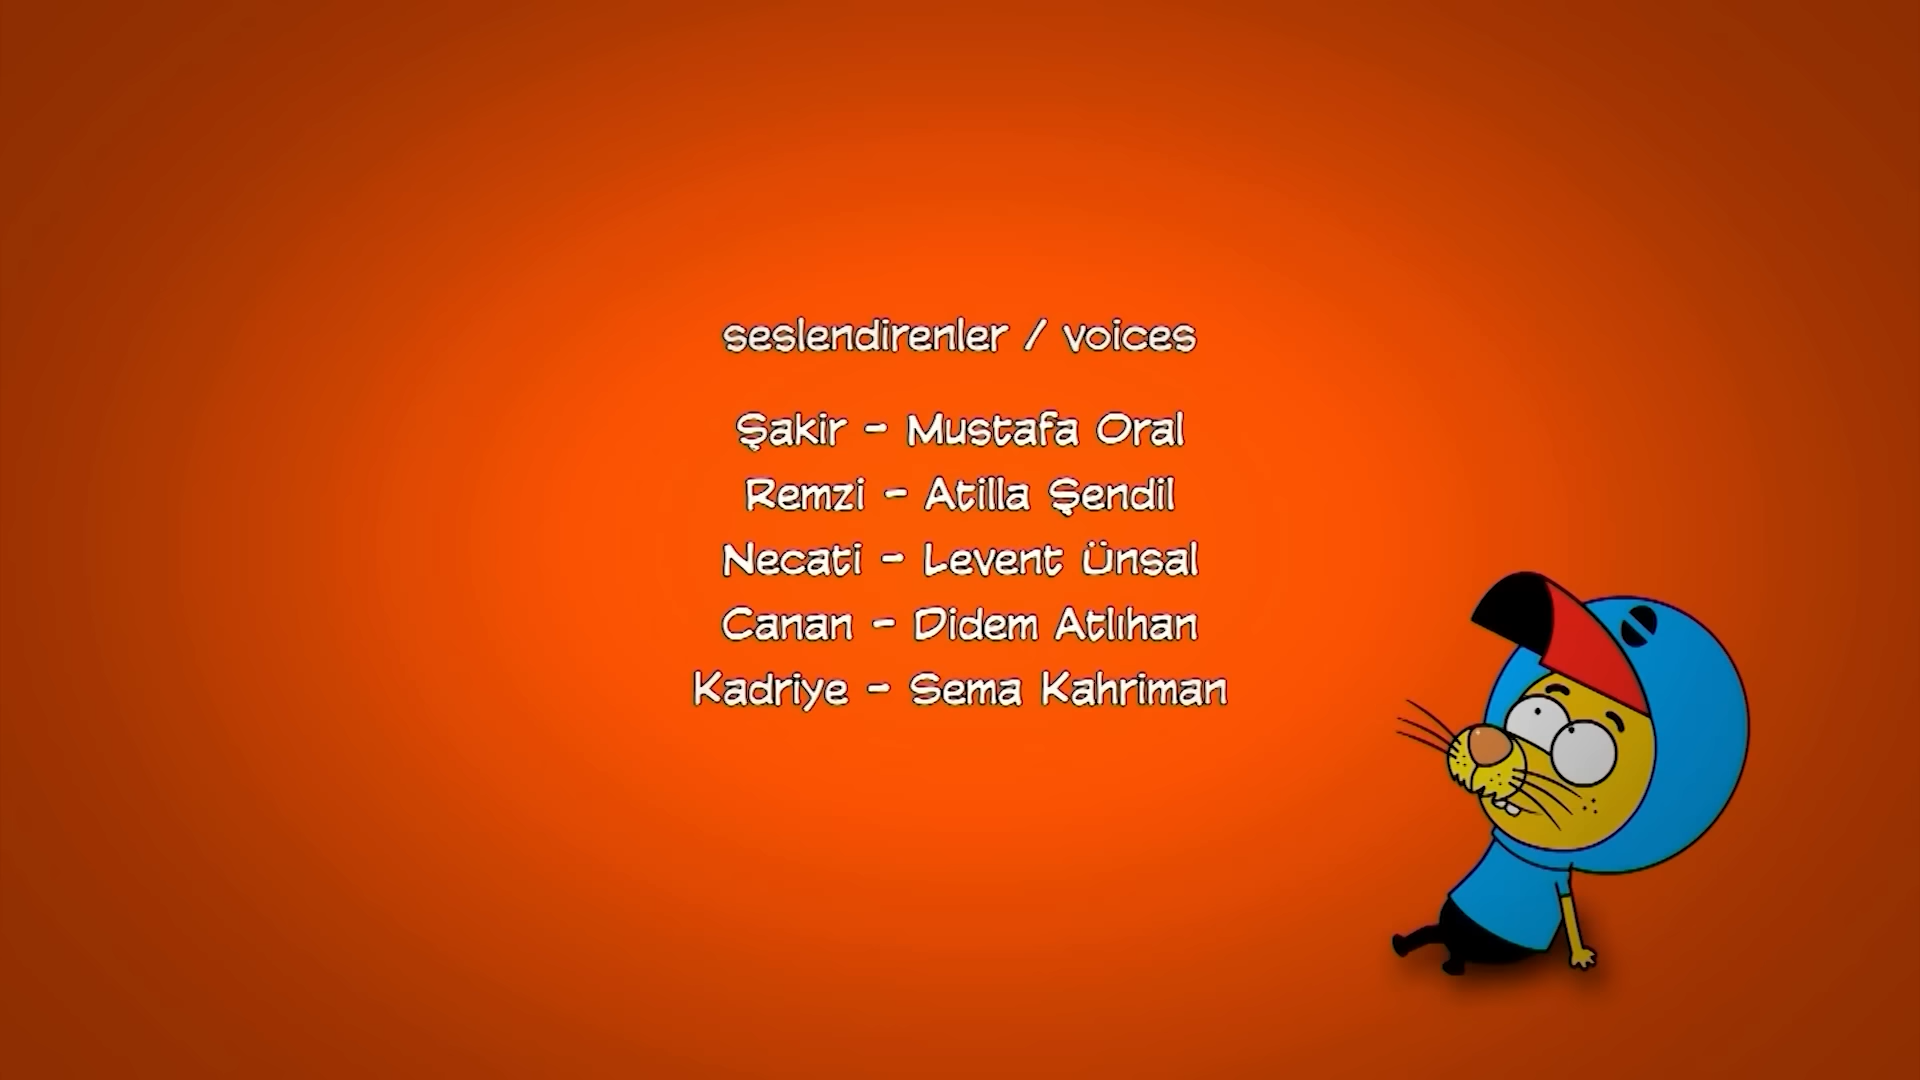 seslendirenler / voices
Şakir - Mustafa Oral
Remzi - Atilla Şendil
Necati - Levent Ünsal
Canan - Didem Atlıhan
Kadriye - Sema Kahriman